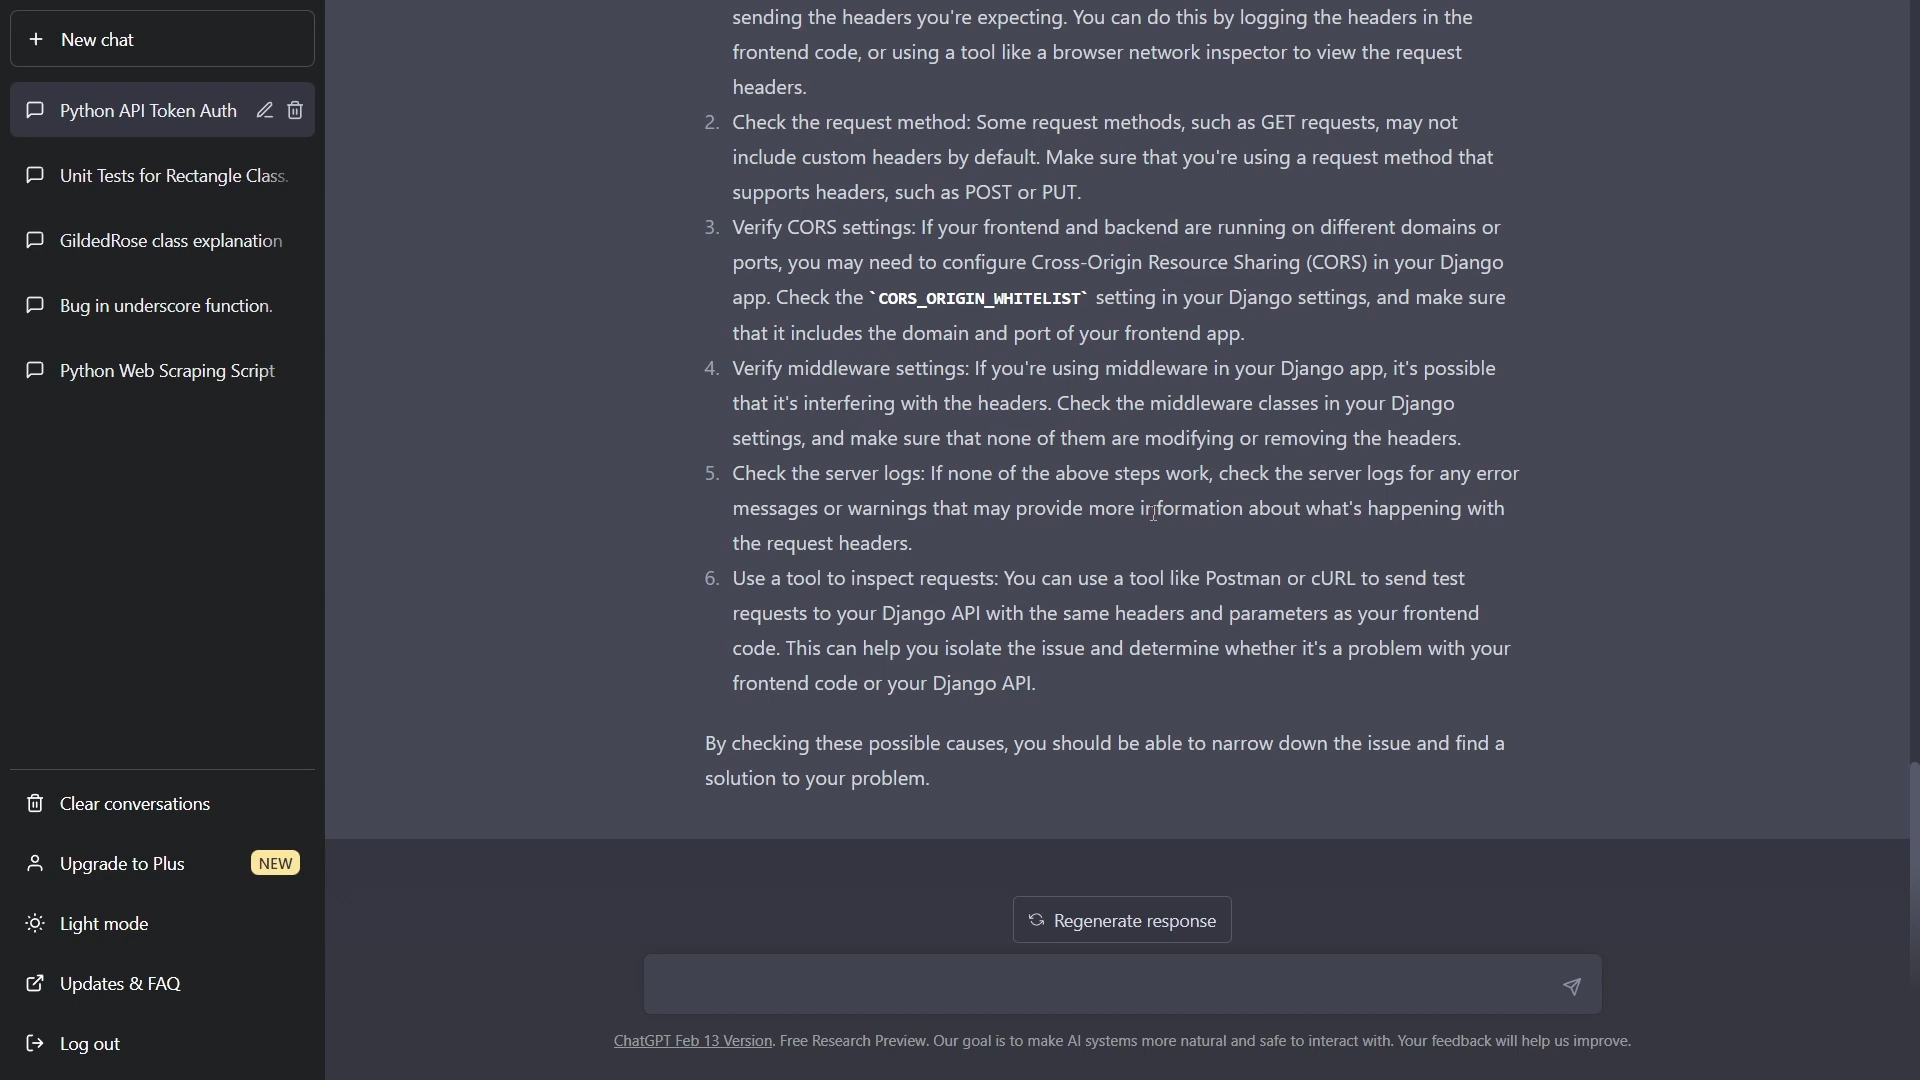 New chat
Python API Token Auth
Unit Tests for Rectangle Class.
GildedRose class explanation
Bug in underscore function.
Python Web Scraping Script
Clear conversations
Upgrade to Plus
NEW
Light mode
Updates & FAQ
Log out
sending the headers you're expecting. You can do this by logging the headers in the
frontend code, or using a tool like a browser network inspector to view the request
headers.
2. Check the request method: Some request methods, such as GET requests, may not
include custom headers by default. Make sure that you're using a request method that
supports headers, such as POST or PUT.
3. Verify CORS settings: If your frontend and backend are running on different domains or
ports, you may need to configure Cross-Origin Resource Sharing (CORS) in your Django
app. Check the `CORS_ORIGIN_WHITELIST` setting in your Django settings, and make sure
that it includes the domain and port of your frontend app.
4. Verify middleware settings: If you're using middleware in your Django app, it's possible
that it's interfering with the headers. Check the middleware classes in your Django
settings, and make sure that none of them are modifying or removing the headers.
5. Check the server logs: If none of the above steps work, check the server logs for any error
messages or warnings that may provide more information about what's happening with
the request headers.
6. Use a tool to inspect requests: You can use a tool like Postman or cURL to send test
requests to your Django API with the same headers and parameters as your frontend
code. This can help you isolate the issue and determine whether it's a problem with your
frontend code or your Django API.
By checking these possible causes, you should be able to narrow down the issue and find a
solution to your problem.
Regenerate response
ChatGPT Feb 13 Version. Free Research Preview. Our goal is to make AI systems more natural and safe to interact with. Your feedback will help us improve.